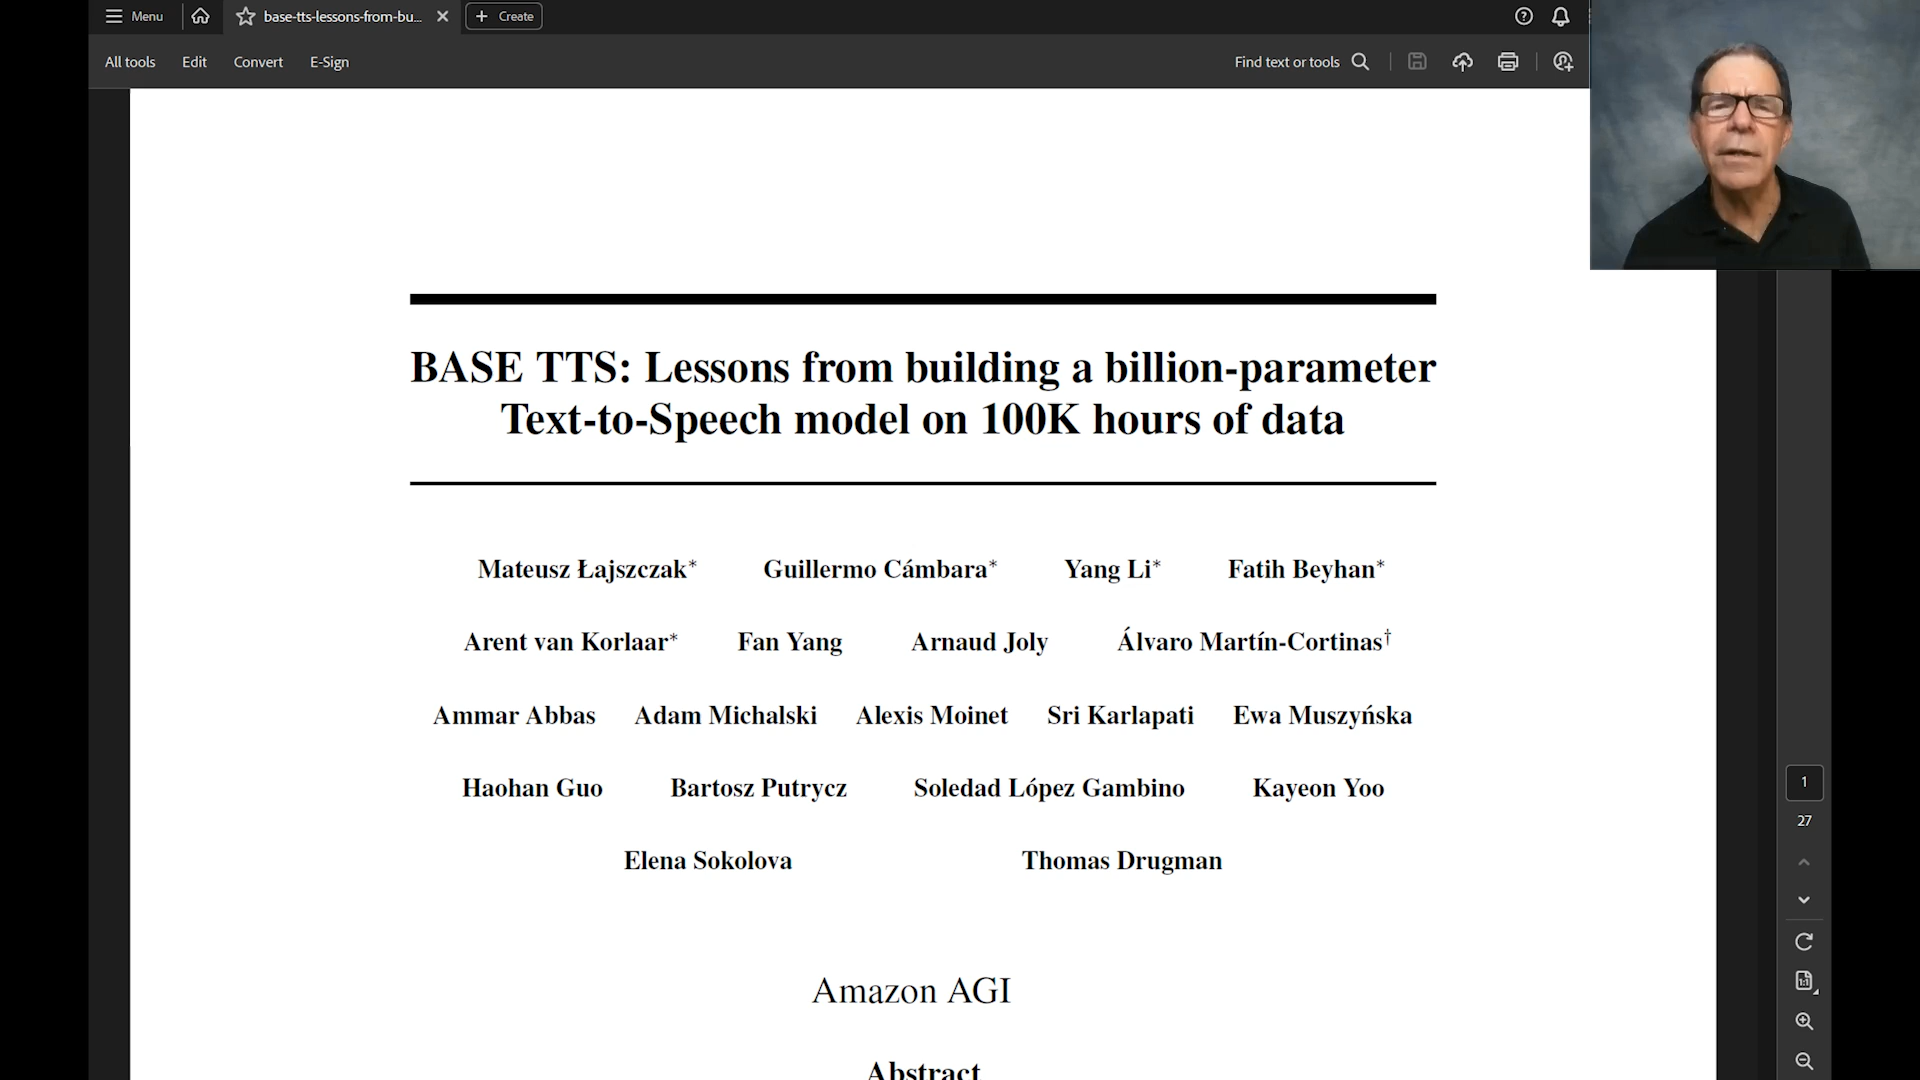 Menu
base-tts-lessons-from-bu...
Create
All tools Edit Convert E-Sign
Find text or tools
BASE TTS: Lessons from building a billion-parameter
Text-to-Speech model on 100K hours of data
Mateusz Łajszczak* Guillermo Cámbara* Yang Li* Fatih Beyhan*
Arent van Korlaar* Fan Yang Arnaud Joly Álvaro Martín-Cortinas†
Ammar Abbas Adam Michalski Alexis Moinet Sri Karlapati Ewa Muszyńska
Haohan Guo Bartosz Putrycz Soledad López Gambino Kayeon Yoo
Elena Sokolova Thomas Drugman
Amazon AGI
Abstract
1
27
1:1